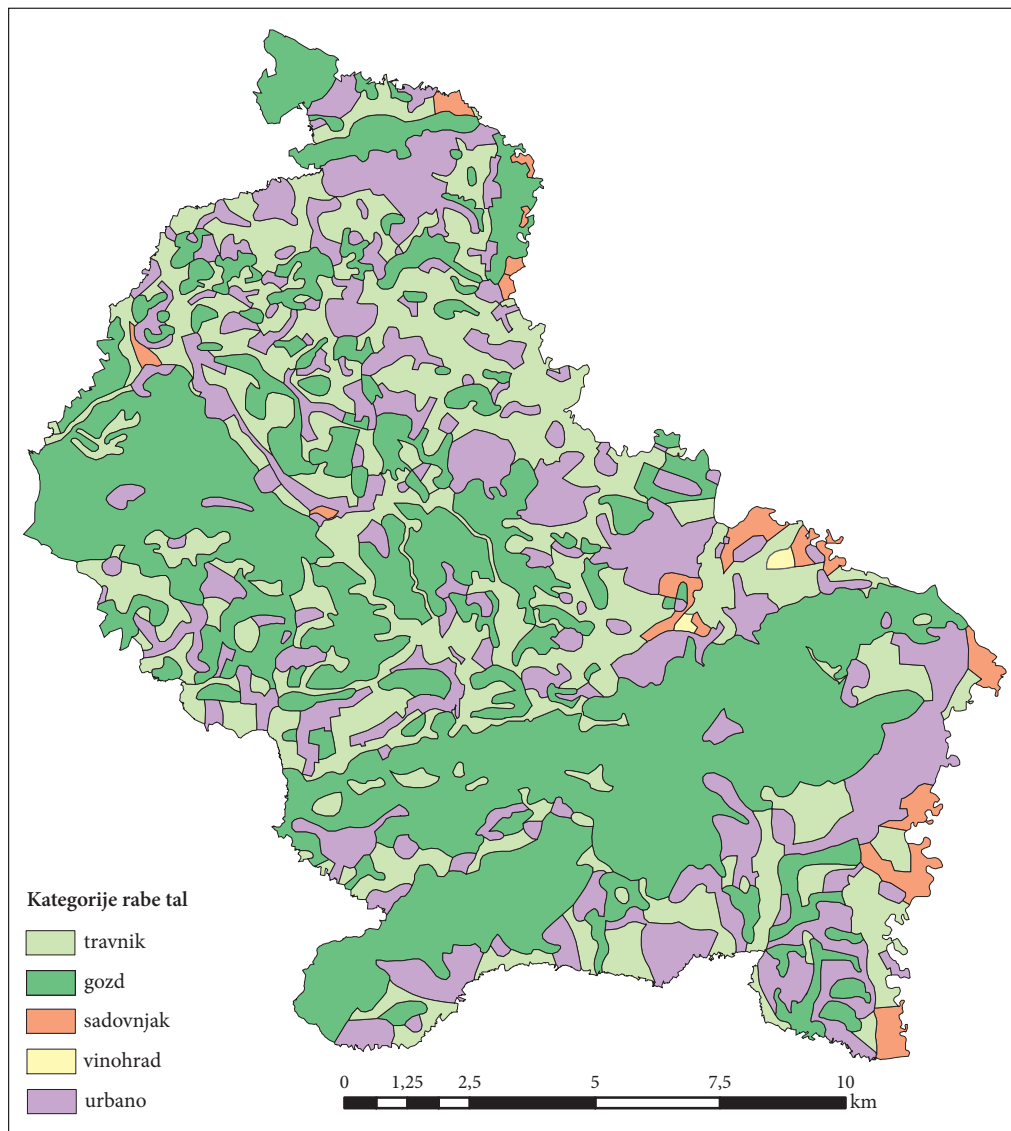 Kategorije rabe tal
travnik
gozd
sadovnjak
vinohrad
urbano
0 1,25 2,5 5 7,5 10
km